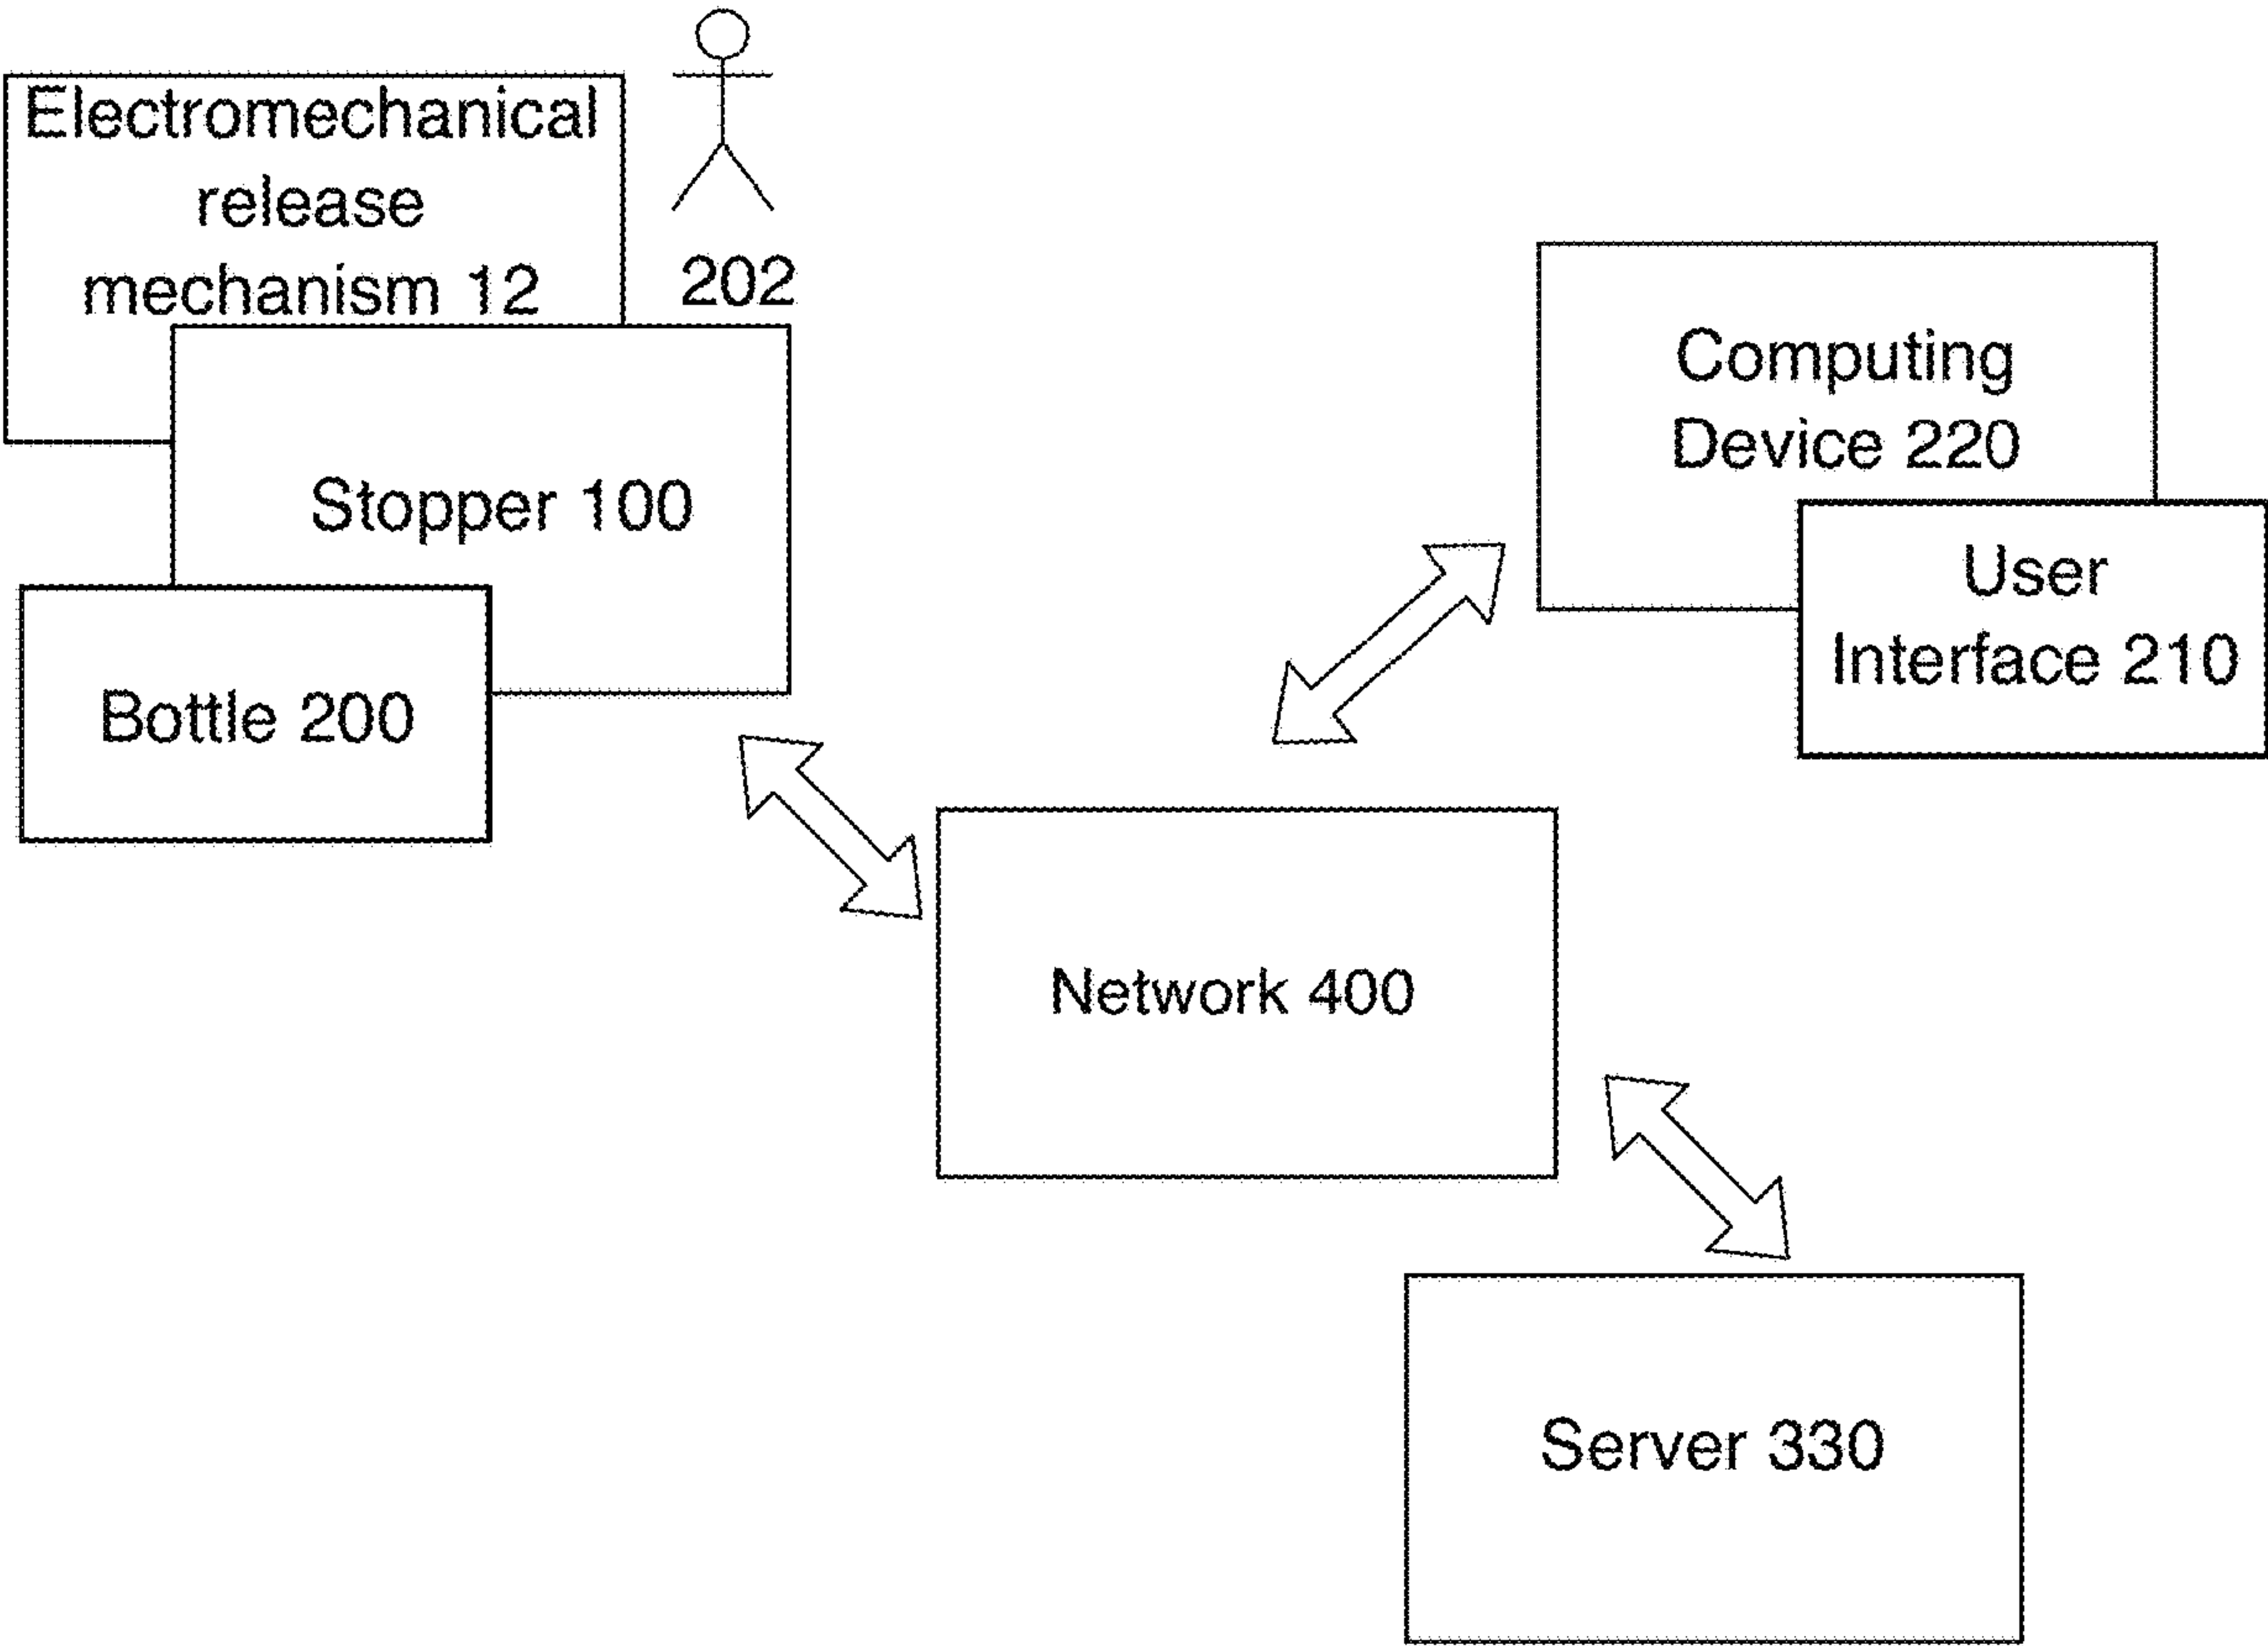 Electromechanical
release
mechanism 12
202
Stopper 100
Bottle 200
Computing
Device 220
User
Interface 210
Network 400
Server 330